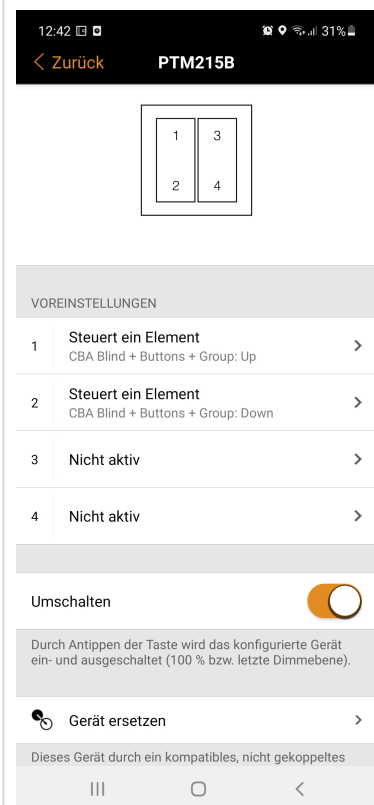 12:42 31%
Zurück PTM215B
1 3
2 4
VOREINSTELLUNGEN
1 Steuert ein Element
CBA Blind + Buttons + Group: Up
2 Steuert ein Element
CBA Blind + Buttons + Group: Down
3 Nicht aktiv
4 Nicht aktiv
Umschalten
Durch Antippen der Taste wird das konfigurierte Gerät
ein- und ausgeschaltet (100 % bzw. letzte Dimmebene).
Gerät ersetzen
Dieses Gerät durch ein kompatibles, nicht gekoppeltes